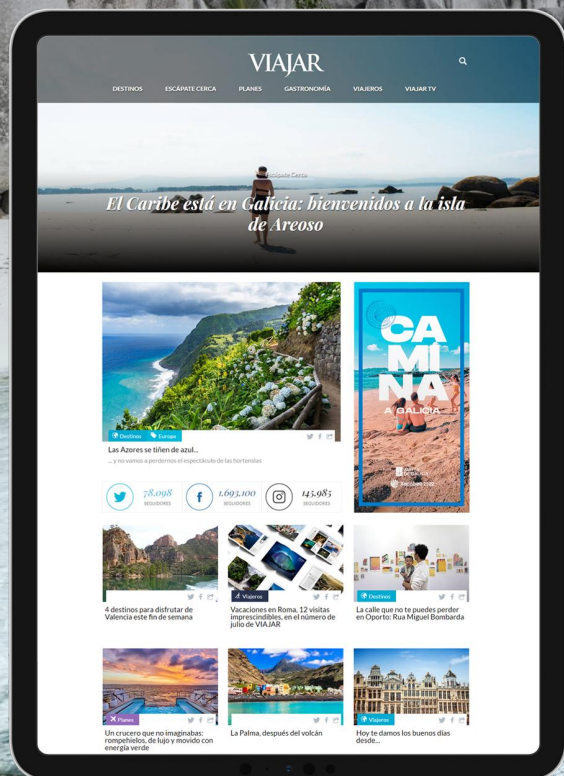 VIAJAR
DESTINOS ESCÁPATE CERCA PLANES GASTRONOMÍA VIAJEROS VIAJAR TV
Escápate Cerca
El Caribe está en Galicia: bienvenidos a la isla
de Areoso
Destinos Europa
Las Azores se tiñen de azul...
... y no vamos a perdernos el espectáculo de las hortensias
CA
MI
NA
A GALICIA
78.098
SEGUIDORES
1.693.100
SEGUIDORES
145.985
SEGUIDORES
4 destinos para disfrutar de
Valencia este fin de semana
Viajeros
Vacaciones en Roma, 12 visitas
imprescindibles, en el número de
julio de VIAJAR
Destinos
La calle que no te puedes perder
en Oporto: Rua Miguel Bombarda
Planes
Un crucero que no imaginabas:
rompehielos, de lujo y movido con
energía verde
La Palma, después del volcán
Viajeros
Hoy te damos los buenos días
desde...